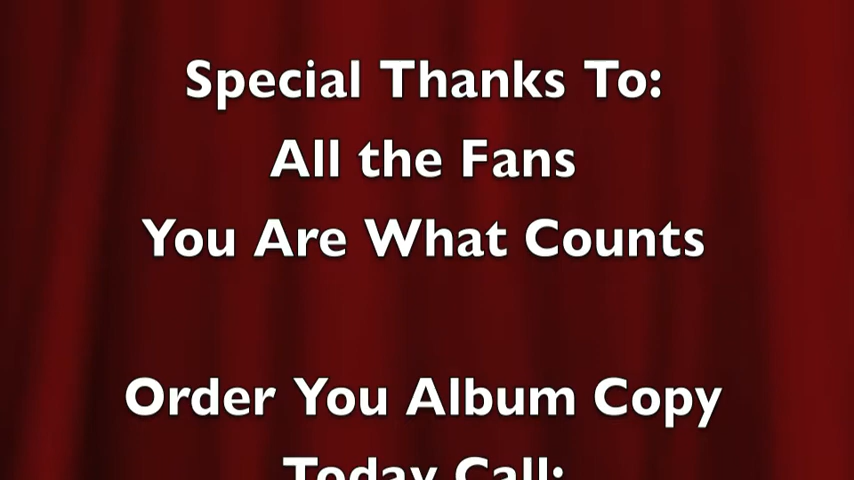 Special Thanks To:
All the Fans
You Are What Counts
Order You Album Copy
Today Call: